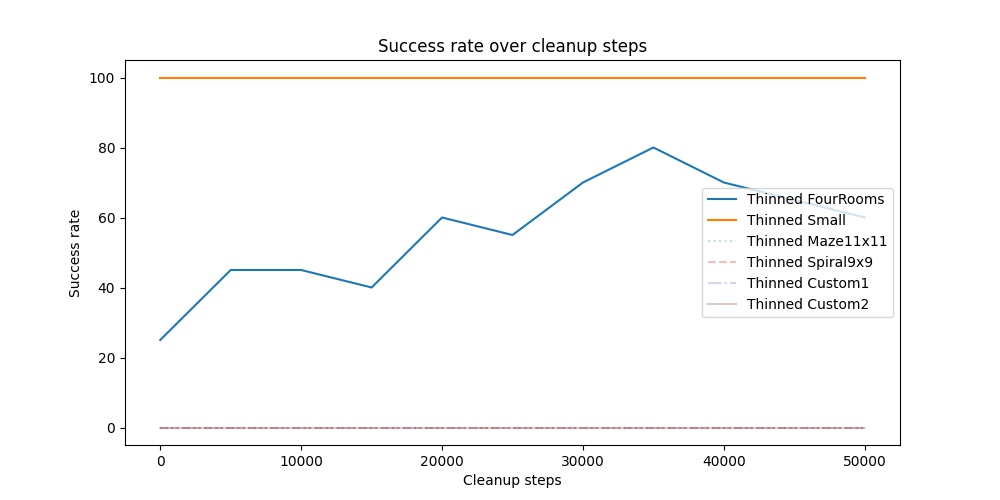 Success rate over cleanup steps
100
80
60
40
20
0
Success rate
Thinned FourRooms
Thinned Small
Thinned Maze11x11
Thinned Spiral9x9
Thinned Custom1
Thinned Custom2
0 10000 20000 30000 40000 50000
Cleanup steps